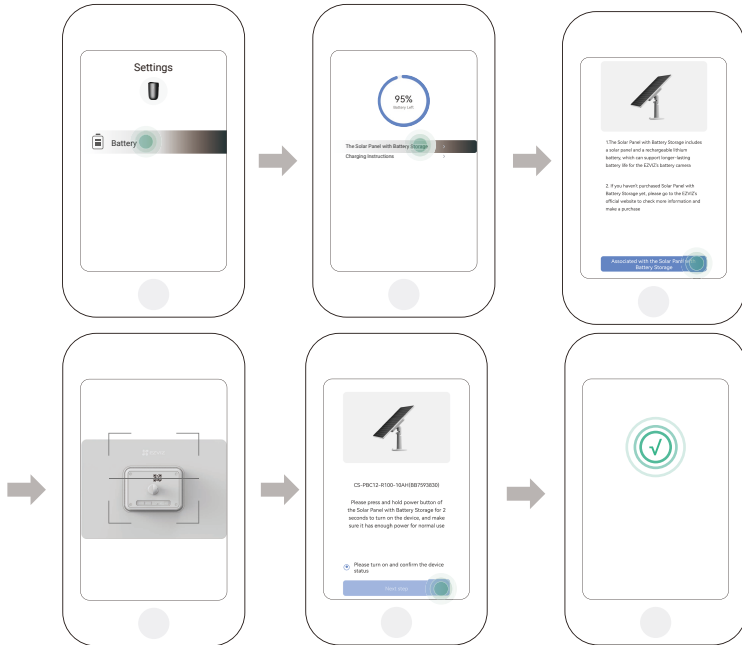 Settings
Battery
95%
Battery Left
The Solar Panel with Battery Storage
Charging Instructions
1.The Solar Panel with Battery Storage includes
a solar panel and a rechargeable lithium
battery, which can support longer-lasting
battery life for the EZVIZ's battery camera
2. If you haven't purchased Solar Panel with
Battery Storage yet, please go to the EZVIZ's
official website to check more information and
make a purchase
Associated with the Solar Panel with
Battery Storage
CS-PBC12-R100-10AH(BB7593830)
Please press and hold power button of
the Solar Panel with Battery Storage for 2
seconds to turn on the device, and make
sure it has enough power for normal use
Please turn on and confirm the device
status
Next step